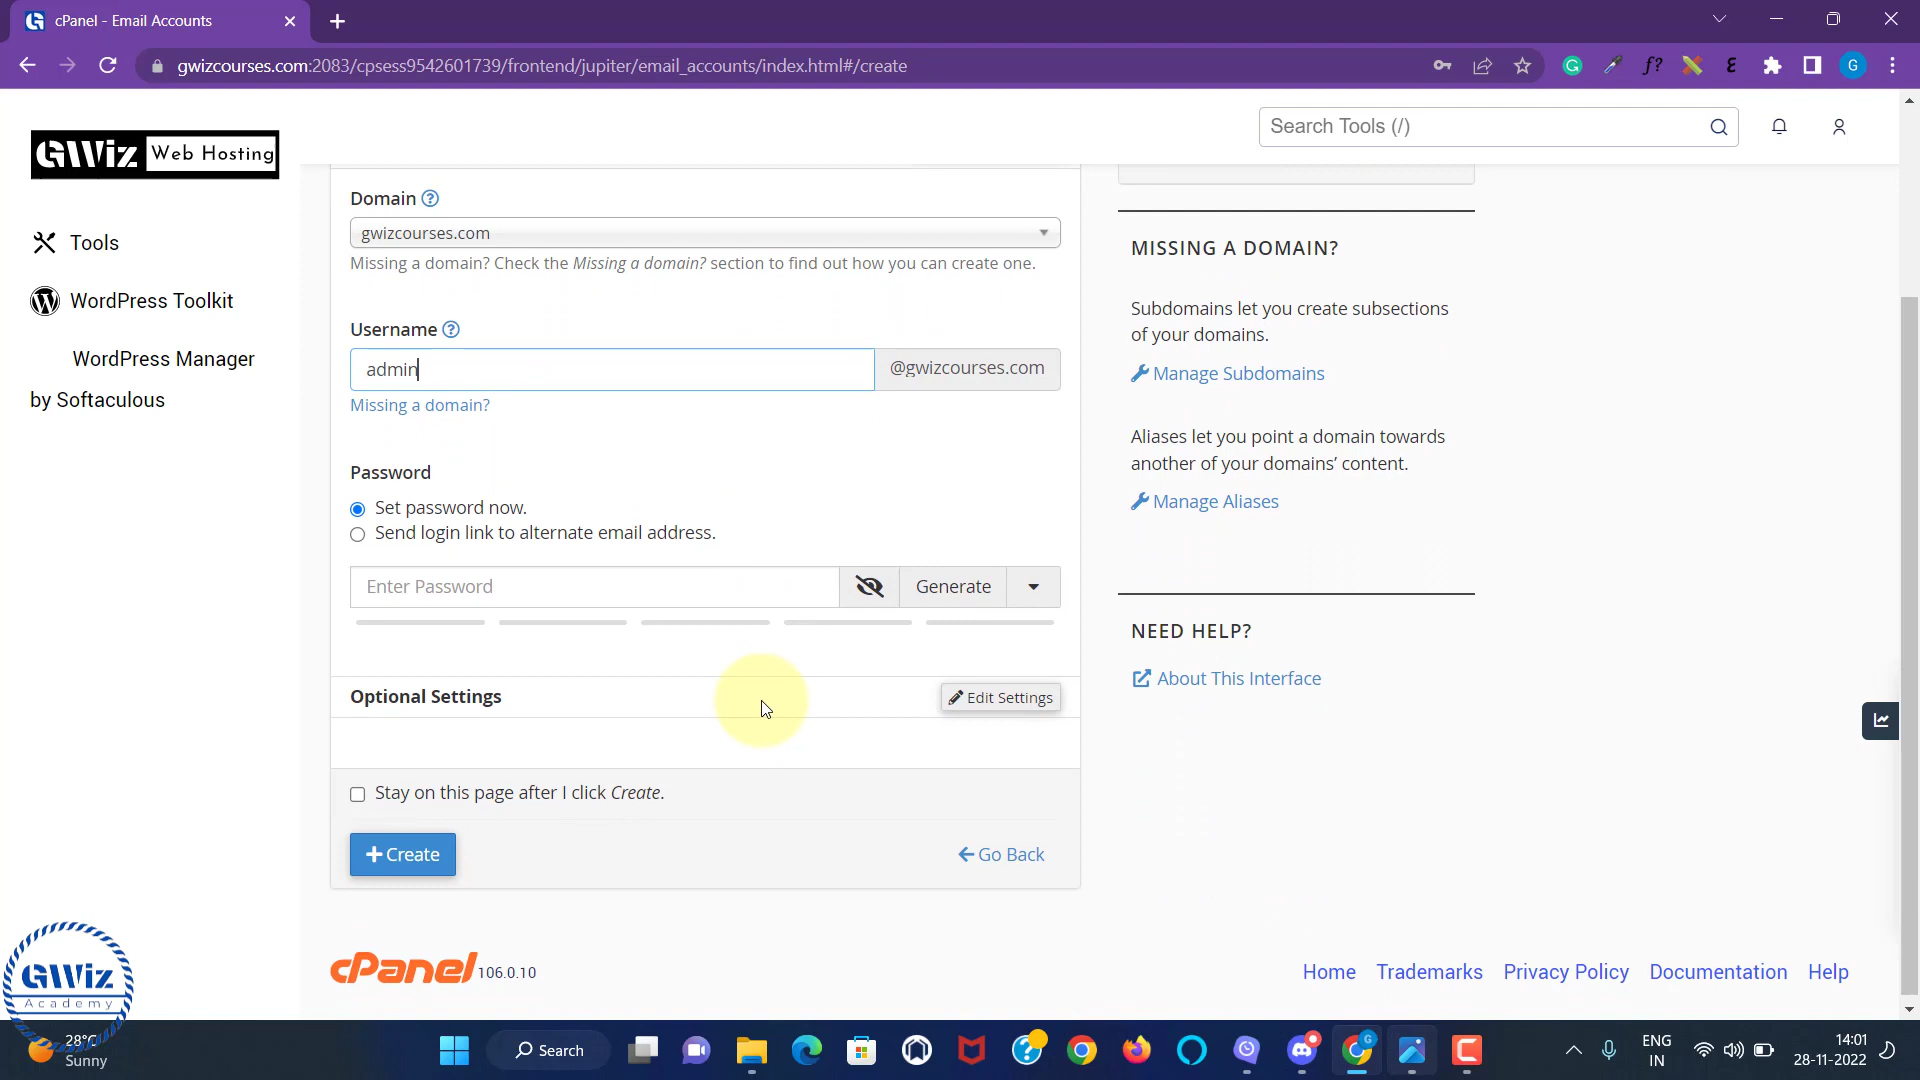 cPanel - Email Accounts
gwizcourses.com:2083/cpsess9542601739/frontend/jupiter/email_accounts/index.html#/create
GWiz Web Hosting
Search Tools (/)
Tools
WordPress Toolkit
WordPress Manager
by Softaculous
Domain
gwizcourses.com
Missing a domain? Check the Missing a domain? section to find out how you can create one.
Username
admin
@gwizcourses.com
Missing a domain?
Password
Set password now.
Send login link to alternate email address.
Enter Password
Generate
Optional Settings
Edit Settings
Stay on this page after I click Create.
Create
Go Back
MISSING A DOMAIN?
Subdomains let you create subsections
of your domains.
Manage Subdomains
Aliases let you point a domain towards
another of your domains’ content.
Manage Aliases
NEED HELP?
About This Interface
cPanel 106.0.10
Home Trademarks Privacy Policy Documentation Help
GWiz
Academy
28°C
Sunny
Search
ENG
IN
14:01
28-11-2022